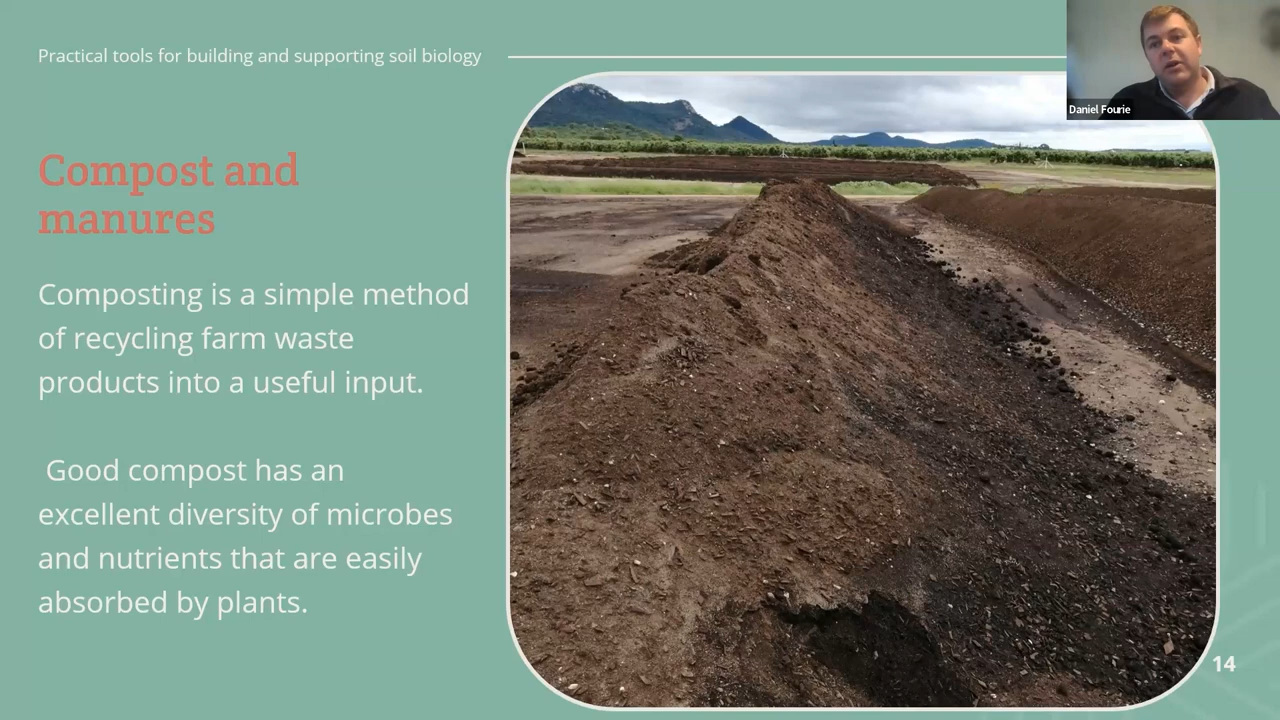 Practical tools for building and supporting soil biology
Daniel Fourie
Compost and
manures
Composting is a simple method
of recycling farm waste
products into a useful input.
Good compost has an
excellent diversity of microbes
and nutrients that are easily
absorbed by plants.
14